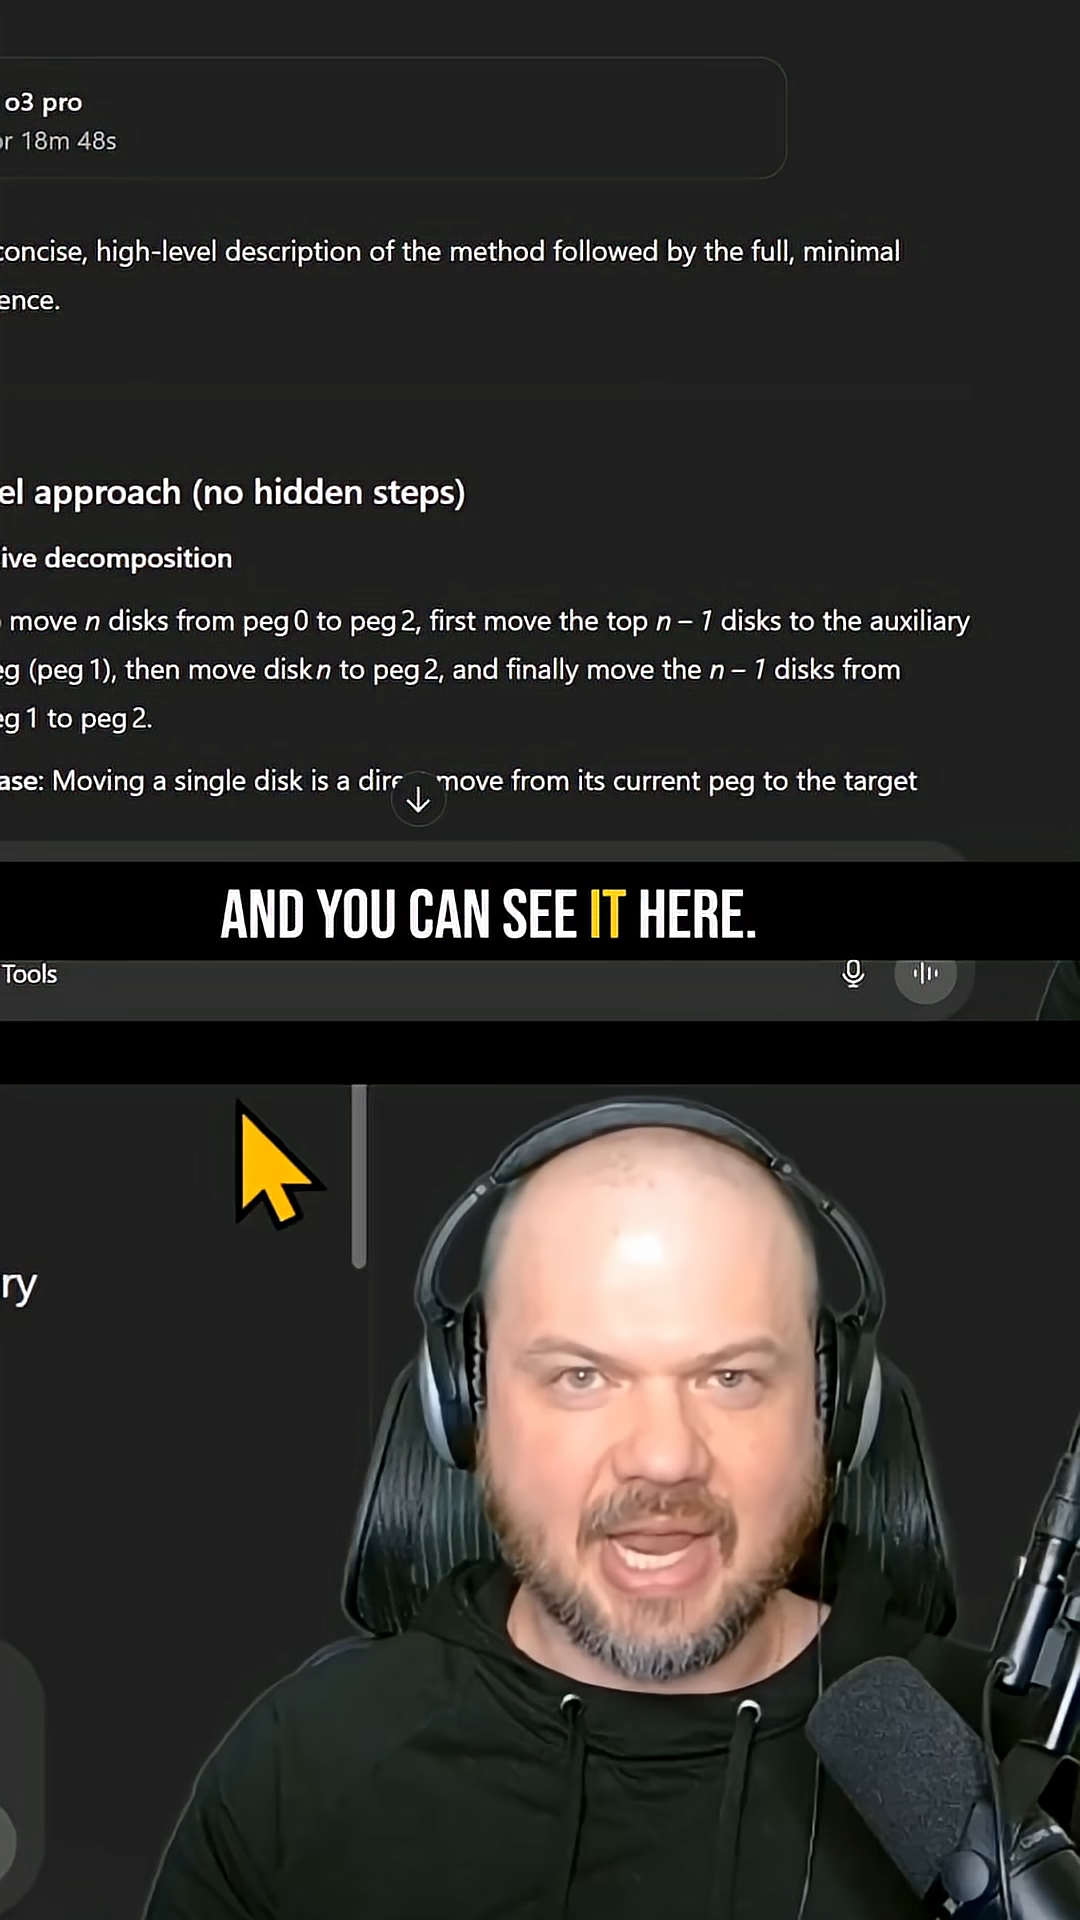 o3 pro
or 18m 48s
concise, high-level description of the method followed by the full, minimal
ence.
el approach (no hidden steps)
ive decomposition
move n disks from peg 0 to peg 2, first move the top n – 1 disks to the auxiliary
eg (peg 1), then move disk n to peg 2, and finally move the n – 1 disks from
eg 1 to peg 2.
ase: Moving a single disk is a dire move from its current peg to the target
AND YOU CAN SEE IT HERE.
Tools
ry